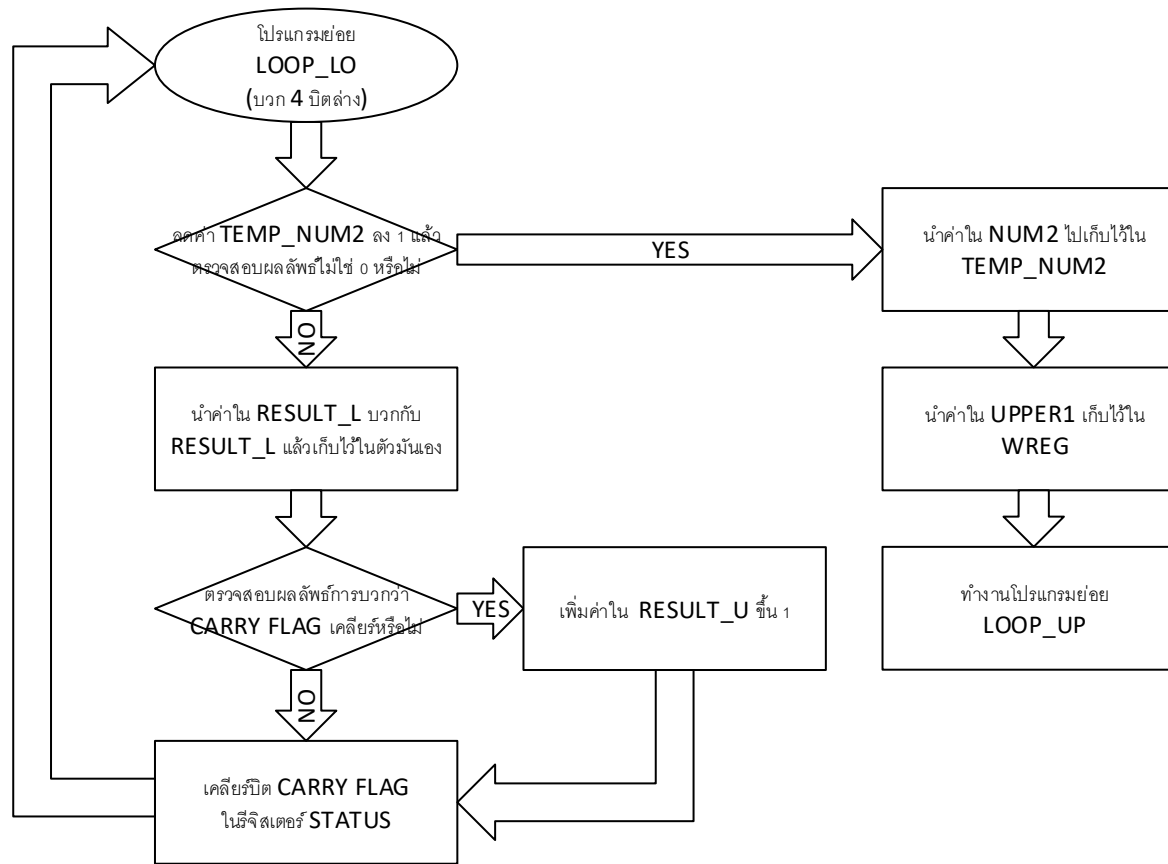 โปรแกรมย่อย
LOOP_LO
(บวก 4 บิตล่าง)
ลดค่า TEMP_NUM2 ลง 1 แล้ว
ตรวจสอบผลลัพธ์ไม่ใช่ 0 หรือไม่
YES
นำค่าใน NUM2 ไปเก็บไว้ใน
TEMP_NUM2
NO
นำค่าใน RESULT_L บวกกับ
RESULT_L แล้วเก็บไว้ในตัวมันเอง
นำค่าใน UPPER1 เก็บไว้ใน
WREG
ตรวจสอบผลลัพธ์การบวกว่า
CARRY FLAG เคลียร์หรือไม่
YES
เพิ่มค่าใน RESULT_U ขึ้น 1
ทำงานโปรแกรมย่อย
LOOP_UP
NO
เคลียร์บิต CARRY FLAG
ในรีจิสเตอร์ STATUS